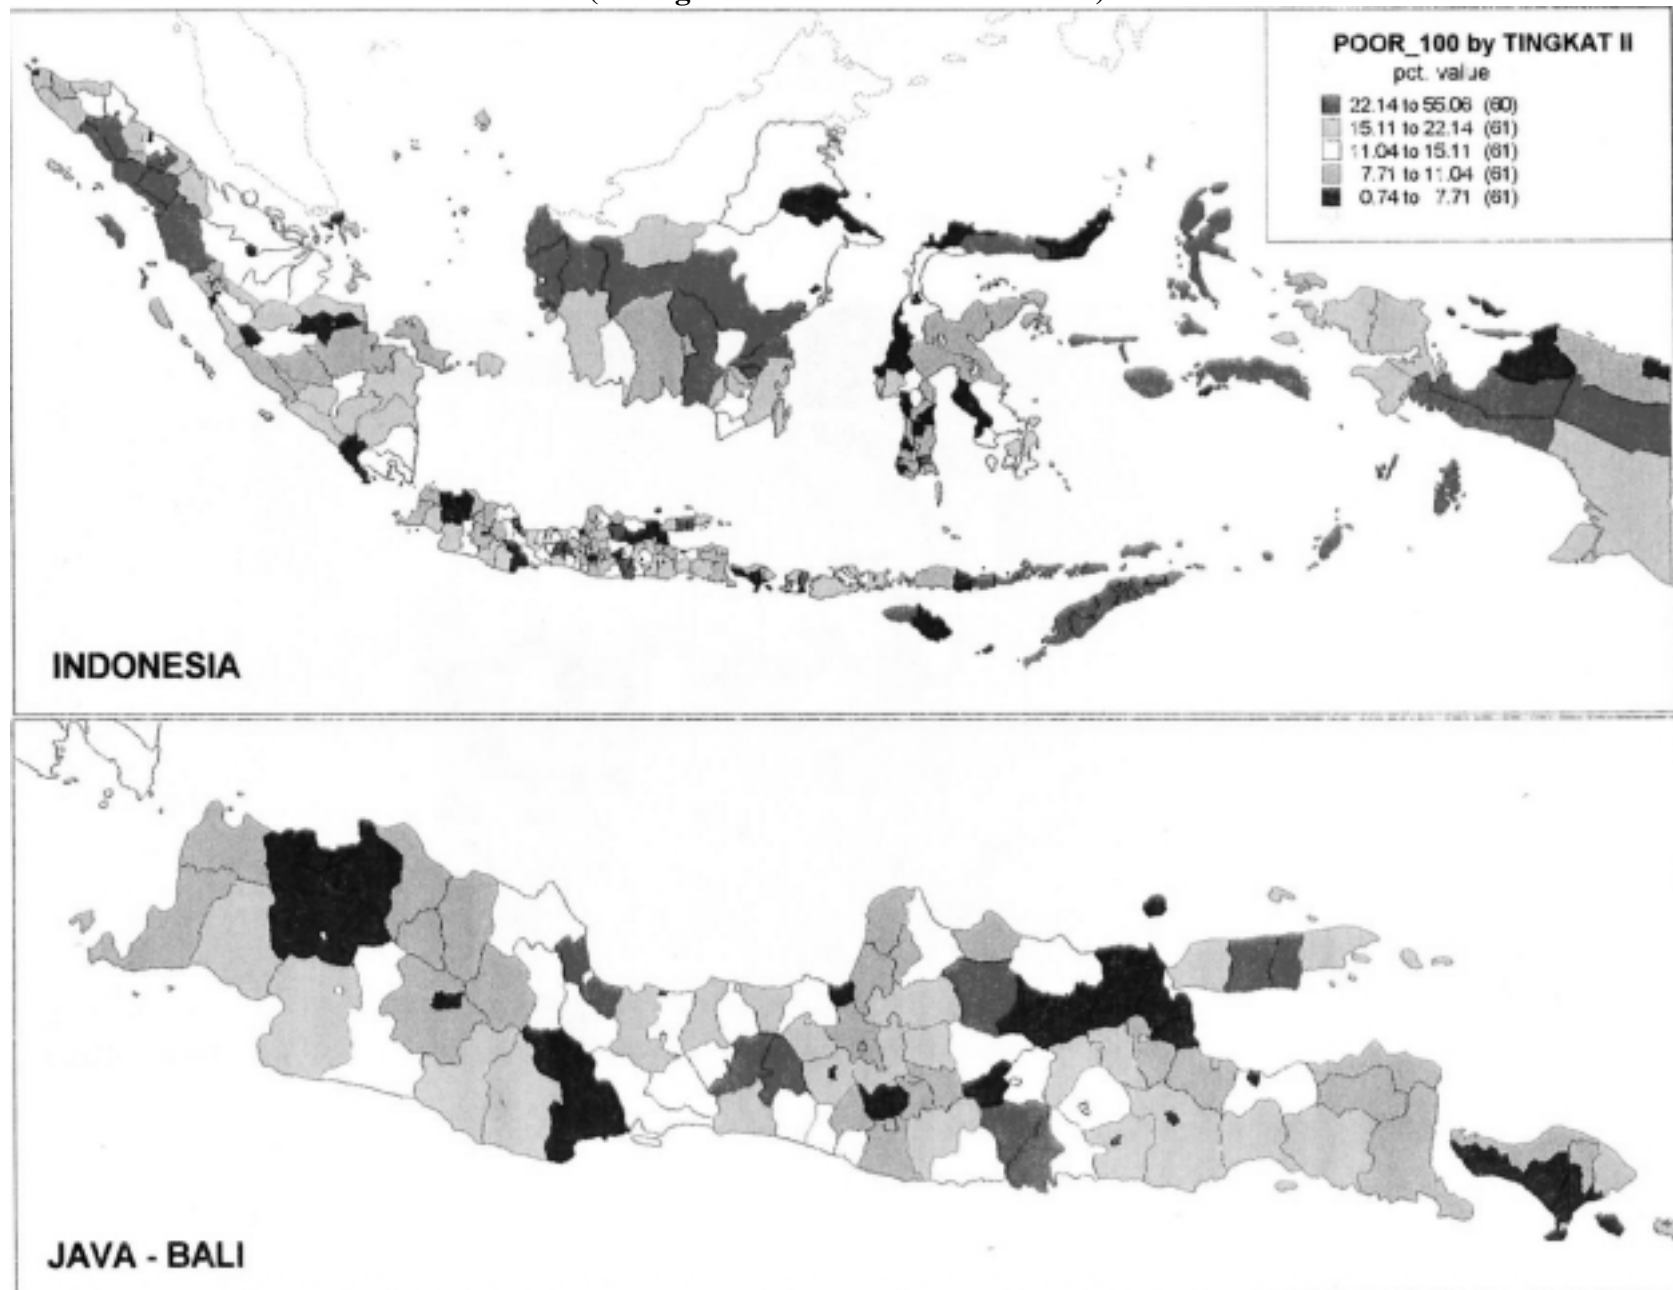 POOR_100 by TINGKAT II
pct. value
22.14 to 55.06 (60)
15.11 to 22.14 (61)
11.04 to 15.11 (61)
7.71 to 11.04 (61)
0.74 to 7.71 (61)
INDONESIA
JAVA - BALI